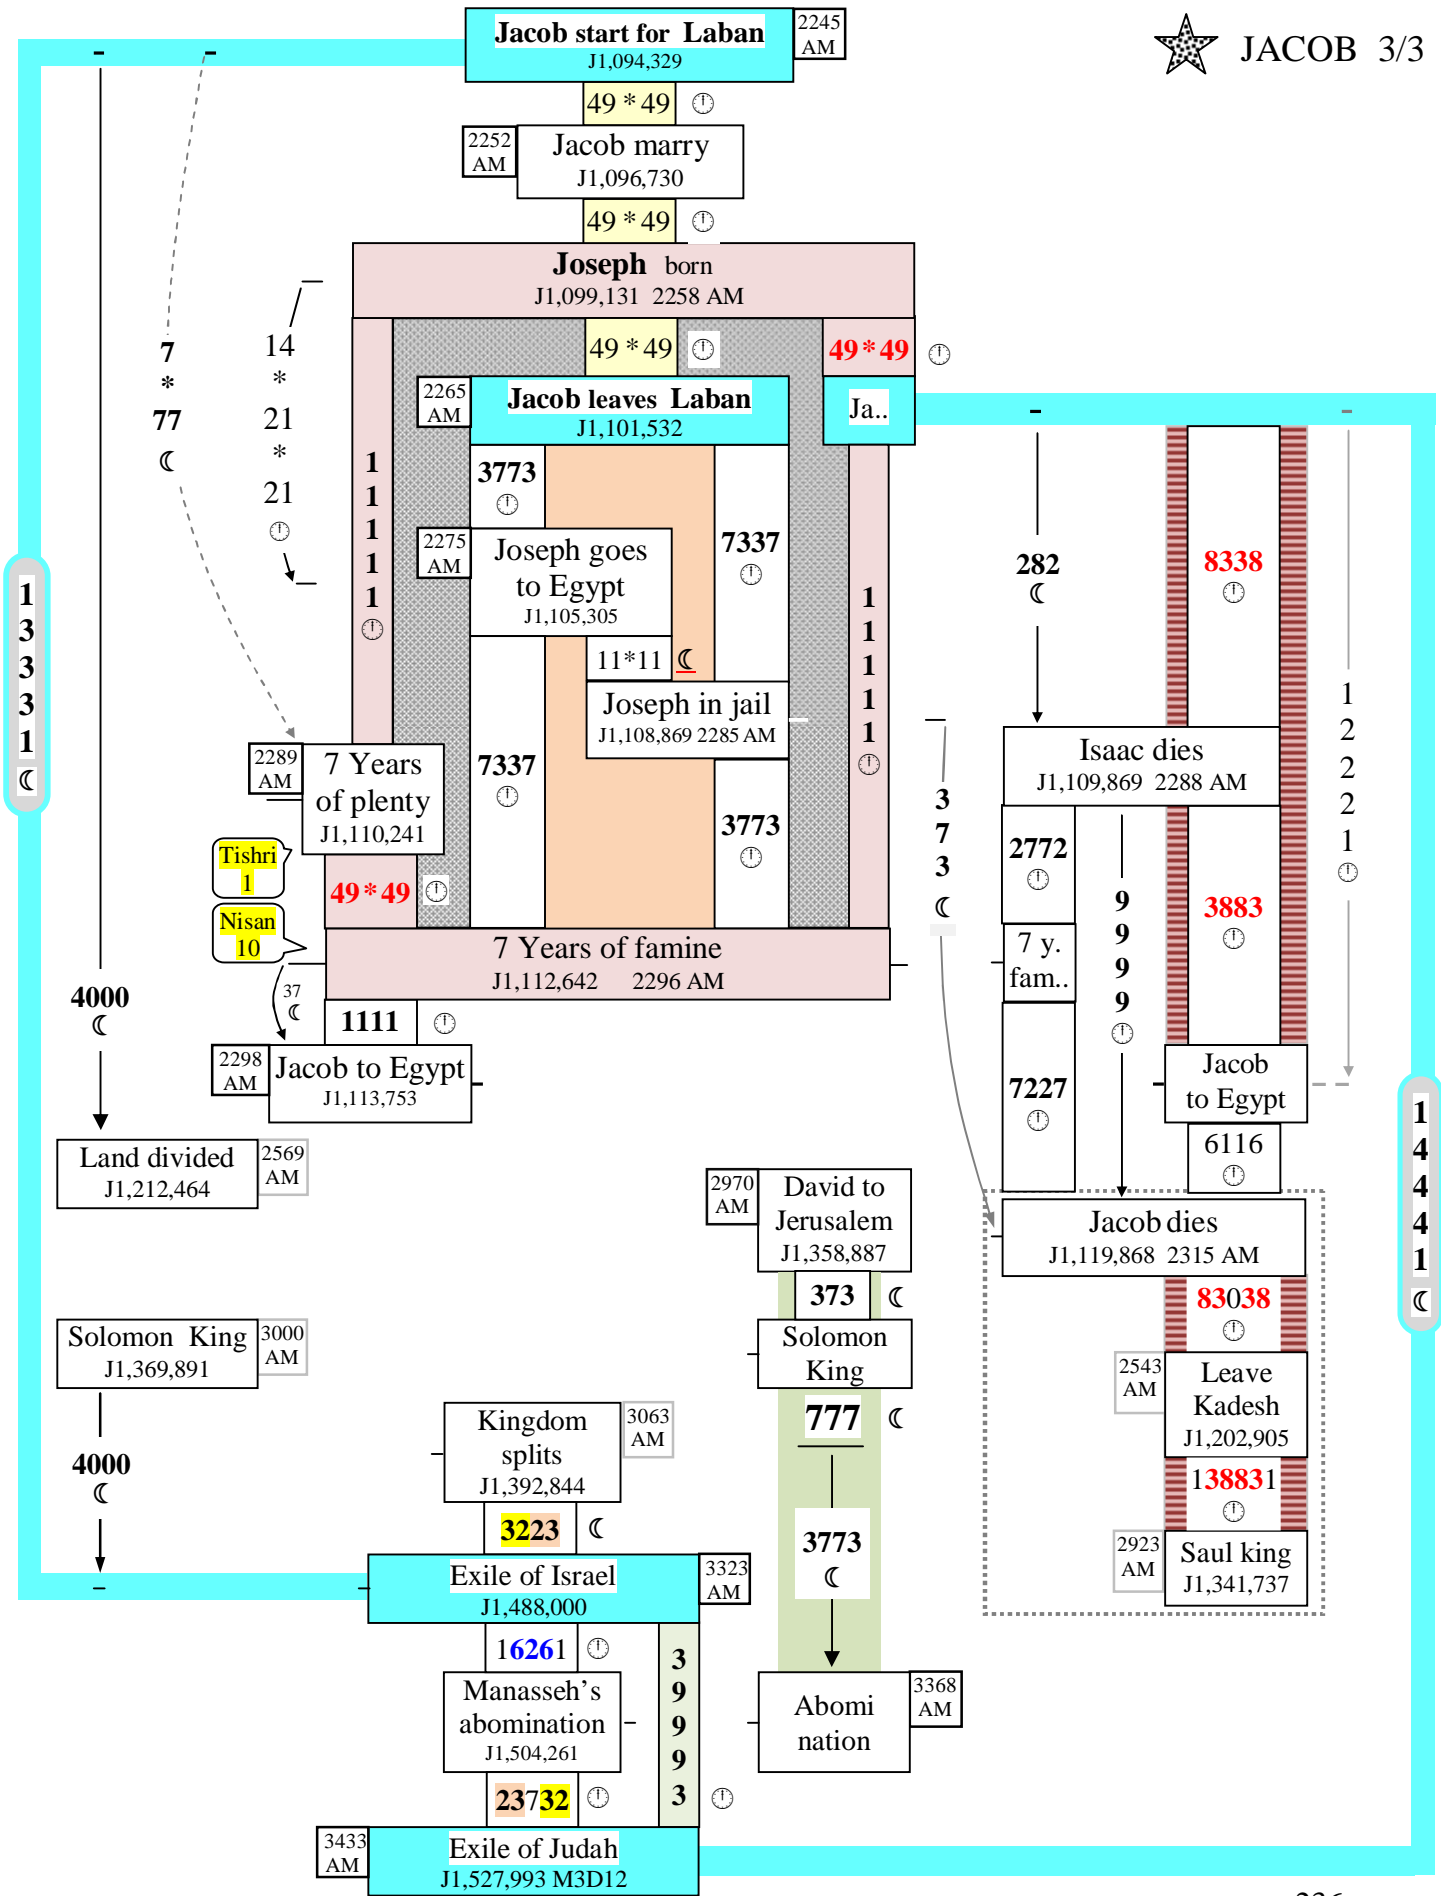 Jacob start for Laban
J1,094,329
2245
AM
JACOB 3/3
49 * 49
2252
AM
Jacob marry
J1,096,730
49 * 49
Joseph born
J1,099,131 2258 AM
7
*
77
14
*
21
*
21
49 * 49
49 * 49
2265
AM
Jacob leaves Laban
J1,101,532
Ja..
1
1
1
1
1
3773
7337
2275
AM
Joseph goes
to Egypt
J1,105,305
11*11
Joseph in jail
J1,108,869 2285 AM
1
1
1
1
1
282
8338
1
3
3
3
1
1
2
2
2
1
Isaac dies
J1,109,869 2288 AM
2289
AM
7 Years
of plenty
J1,110,241
7337
3773
3
7
3
2772
9
9
9
9
3883
Tishri
1
49 * 49
Nisan
10
7 Years of famine
J1,112,642 2296 AM
7 y.
fam..
4000
37
1111
2298
AM
Jacob to Egypt
J1,113,753
7227
Jacob
to Egypt
6116
1
4
4
4
1
Land divided
J1,212,464
2569
AM
2970
AM
David to
Jerusalem
J1,358,887
Jacob dies
J1,119,868 2315 AM
373
83038
Solomon King
J1,369,891
3000
AM
Solomon
King
2543
AM
Leave
Kadesh
J1,202,905
4000
Kingdom
splits
J1,392,844
3063
AM
777
138831
3223
3773
2923
AM
Saul king
J1,341,737
Exile of Israel
J1,488,000
3323
AM
16261
3
9
9
9
3
Manasseh's
abomination
J1,504,261
Abomi
nation
3368
AM
23732
3433
AM
Exile of Judah
J1,527,993 M3D12